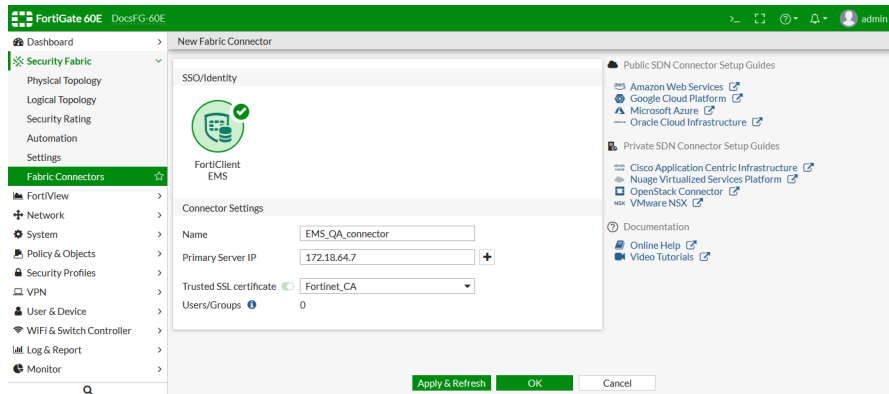 FortiGate 60E DocsFG-60E
>_ admin
Dashboard
Security Fabric
Physical Topology
Logical Topology
Security Rating
Automation
Settings
Fabric Connectors
FortiView
Network
System
Policy & Objects
Security Profiles
VPN
User & Device
WiFi & Switch Controller
Log & Report
Monitor
New Fabric Connector
SSO/Identity
FortiClient
EMS
Connector Settings
Name EMS_QA_connector
Primary Server IP 172.18.64.7
Trusted SSL certificate Fortinet_CA
Users/Groups 0
Apply & Refresh OK Cancel
Public SDN Connector Setup Guides
Amazon Web Services
Google Cloud Platform
Microsoft Azure
Oracle Cloud Infrastructure
Private SDN Connector Setup Guides
Cisco Application Centric Infrastructure
Nuage Virtualized Services Platform
OpenStack Connector
NSX VMware NSX
Documentation
Online Help
Video Tutorials